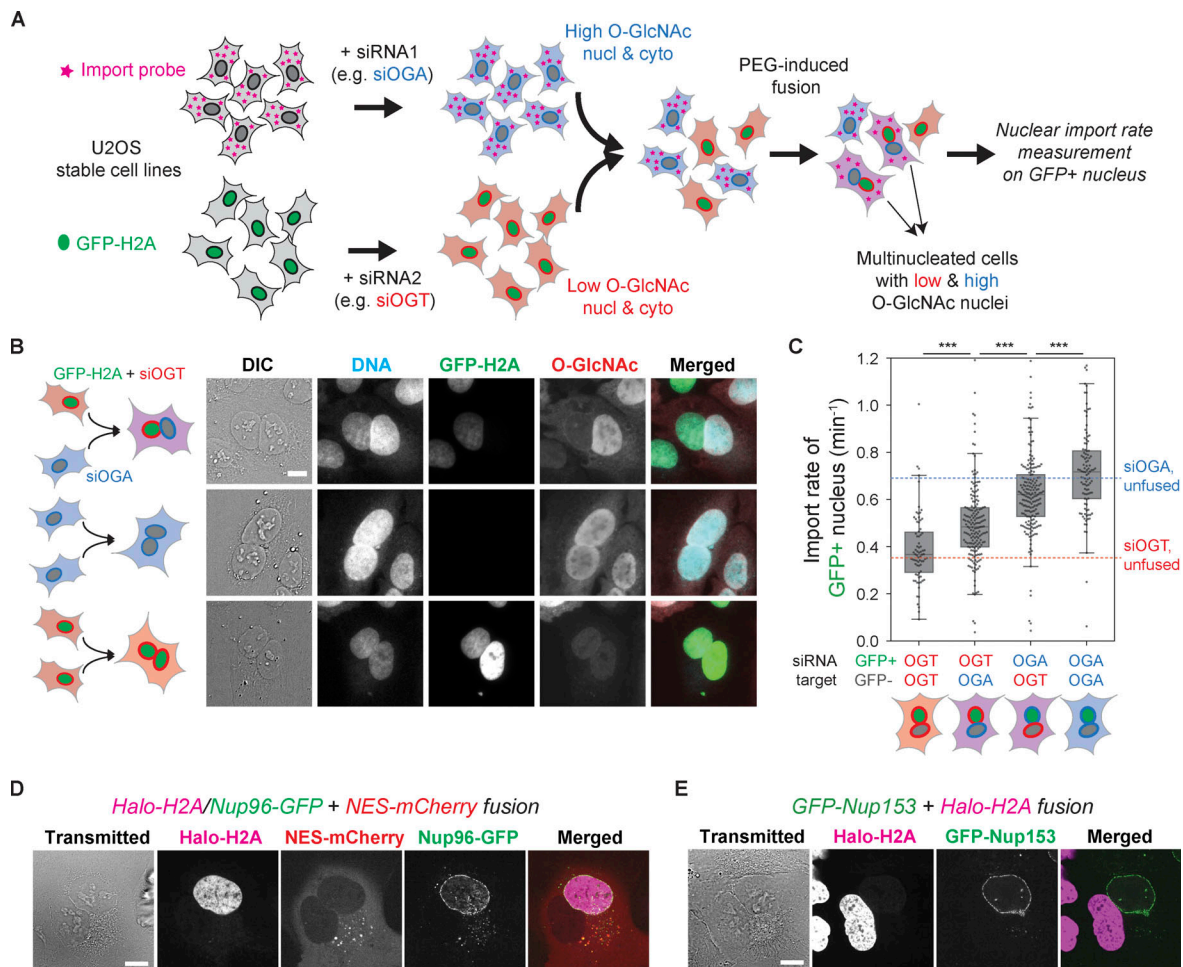 A
Import probe
U2OS
stable cell lines
GFP-H2A
+ siRNA1
(e.g. siOGA)
+ siRNA2
(e.g. siOGT)
High O-GlcNAc
nucl & cyto
Low O-GlcNAc
nucl & cyto
PEG-induced
fusion
Multinucleated cells
with low & high
O-GlcNAc nuclei
Nuclear import rate
measurement
on GFP+ nucleus
B
GFP-H2A + siOGT
siOGA
DIC
DNA
GFP-H2A
O-GlcNAc
Merged
C
*** *** ***
Import rate of
GFP+ nucleus (min-1)
1.2
1.0
0.8
0.6
0.4
0.2
0.0
siOGA,
unfused
siOGT,
unfused
siRNA GFP+ OGT OGT OGA OGA
target GFP- OGT OGA OGT OGA
D
Halo-H2A/Nup96-GFP + NES-mCherry fusion
Transmitted
Halo-H2A
NES-mCherry
Nup96-GFP
Merged
E
GFP-Nup153 + Halo-H2A fusion
Transmitted
Halo-H2A
GFP-Nup153
Merged